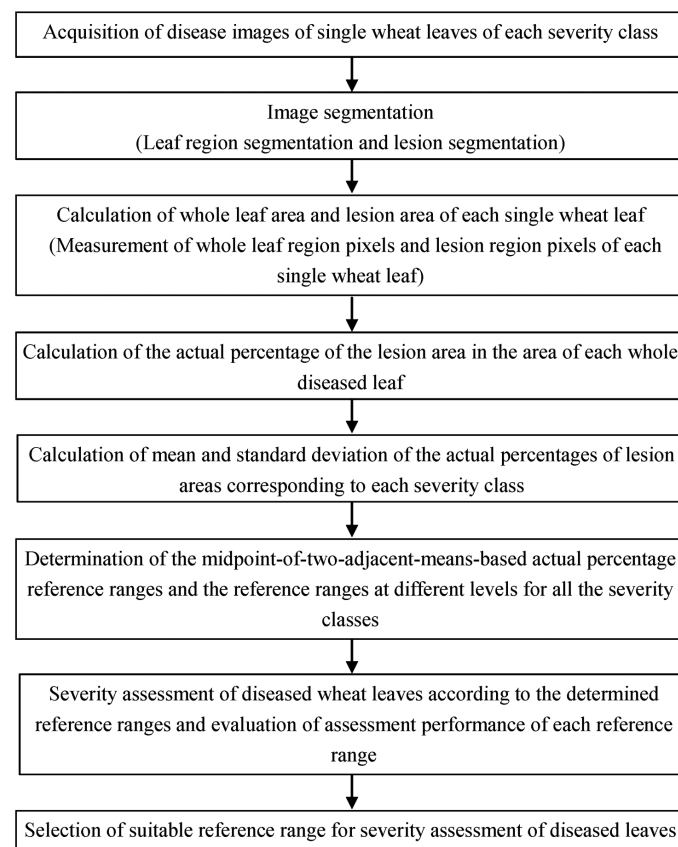 Acquisition of disease images of single wheat leaves of each severity class
Image segmentation
(Leaf region segmentation and lesion segmentation)
Calculation of whole leaf area and lesion area of each single wheat leaf
(Measurement of whole leaf region pixels and lesion region pixels of each
single wheat leaf)
Calculation of the actual percentage of the lesion area in the area of each whole
diseased leaf
Calculation of mean and standard deviation of the actual percentages of lesion
areas corresponding to each severity class
Determination of the midpoint-of-two-adjacent-means-based actual percentage
reference ranges and the reference ranges at different levels for all the severity
classes
Severity assessment of diseased wheat leaves according to the determined
reference ranges and evaluation of assessment performance of each reference
range
Selection of suitable reference range for severity assessment of diseased leaves